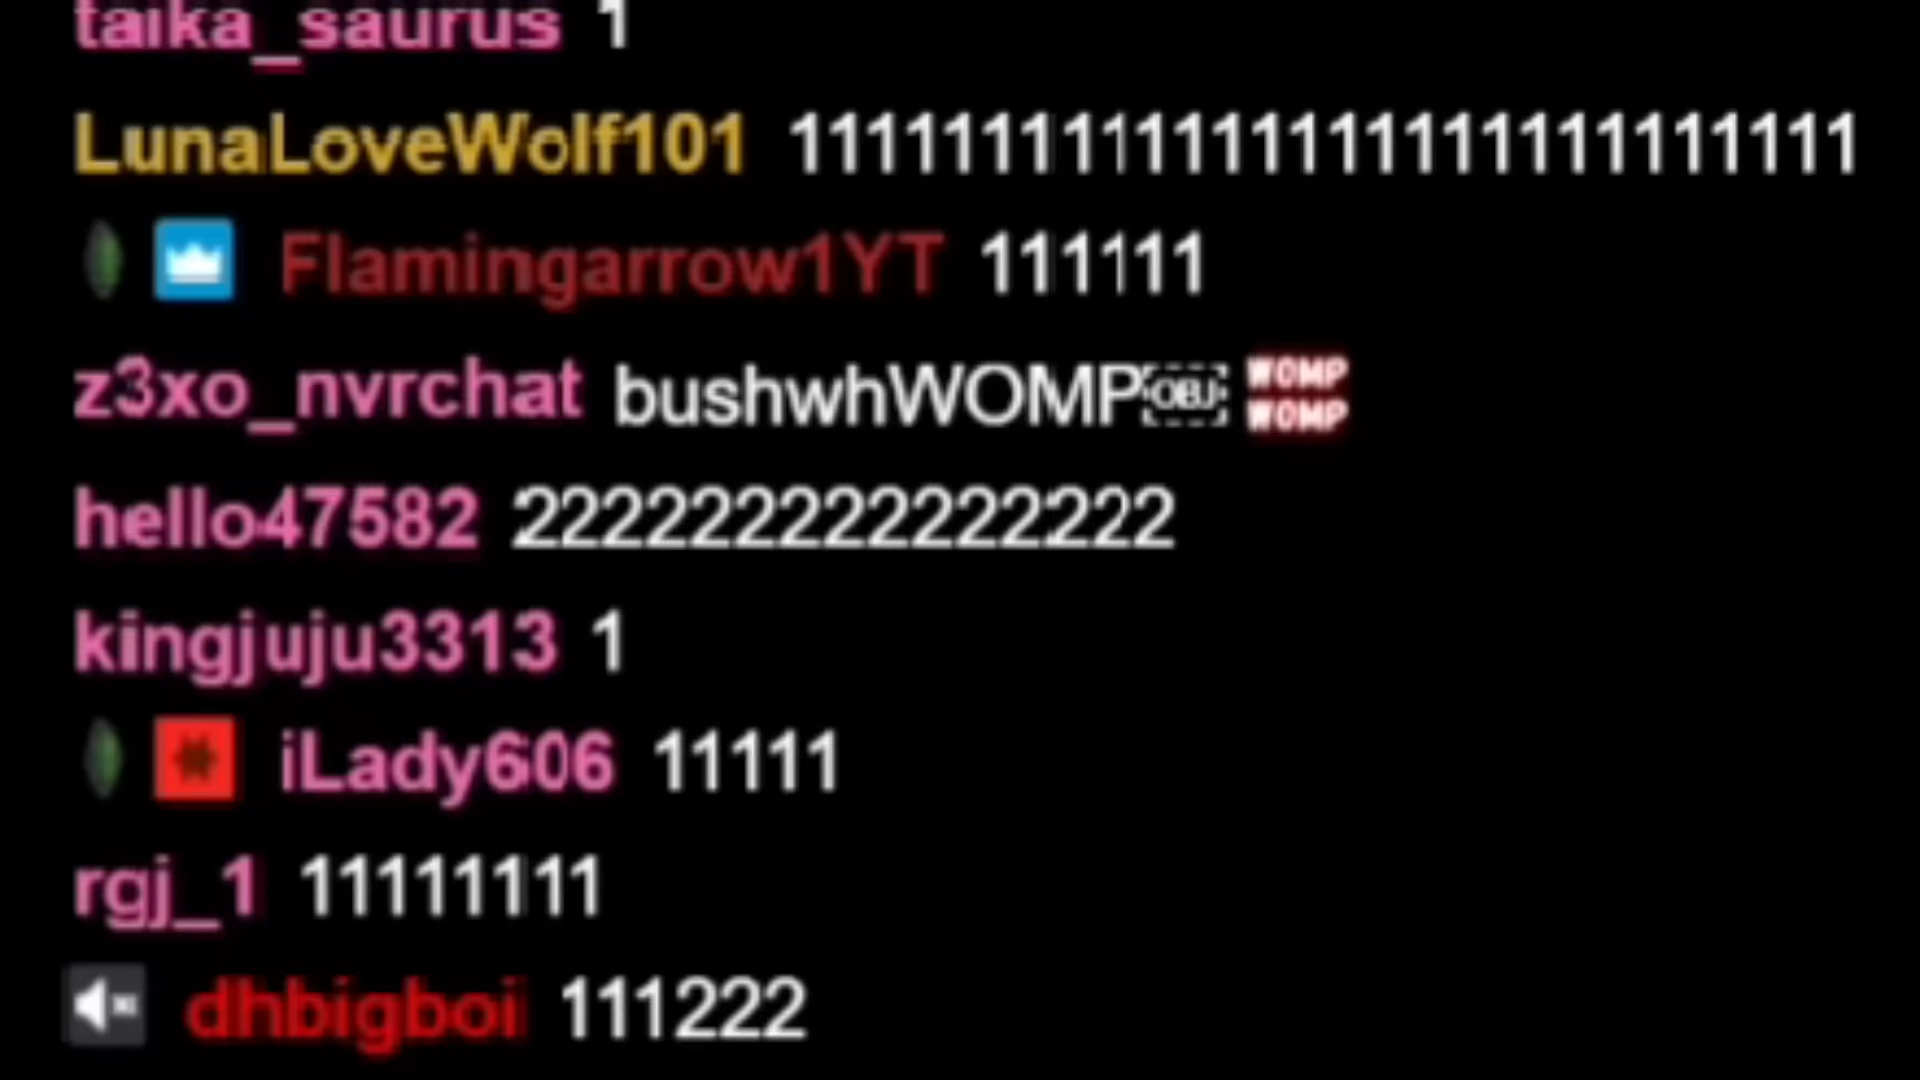 taika_saurus 1
LunaLoveWolf101 1111111111111111111111111111
Flamingarrow1YT 111111
z3xo_nvrchat bushwhWOMP￼ WOMP WOMP
hello47582 222222222222222
kingjuju3313 1
iLady606 11111
rgj_1 11111111
dhbigboi 111222